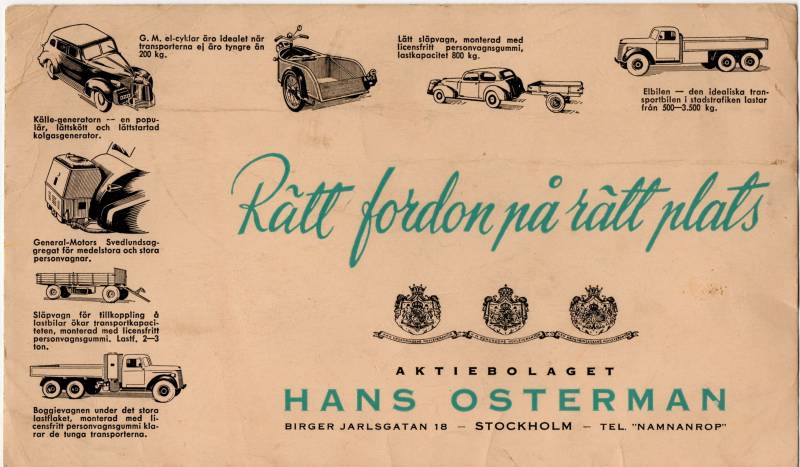 G. M. el-cyklar äro idealet när
transporterna ej äro tyngre än
200 kg.
Lätt släpvagn, monterad med
licensfritt personvagnsgummi,
lastkapacitet 800 kg.
Elbilen — den idealiska tran-
sportbilen i stadstrafiken lastar
från 500—3.500 kg.
Källe-generatorn -- en popu-
lär, lättskött och lättstartad
kolgasgenerator.
General-Motors Svedlundsag-
gregat för medelstora och stora
personvagnar.
Släpvagn för tillkoppling å
lastbilar ökar transportkapaci-
teten, monterad med licensfritt
personvagnsgummi. Lastf. 2—3
ton.
Boggievagnen under det stora
lastflaket, monterad med li-
censfritt personvagnsgummi kla-
rar de tunga transporterna.
Rätt fordon på rätt plats
AKTIEBOLAGET
HANS OSTERMAN
BIRGER JARLSGATAN 18 — STOCKHOLM — TEL. "NAMNANROP"